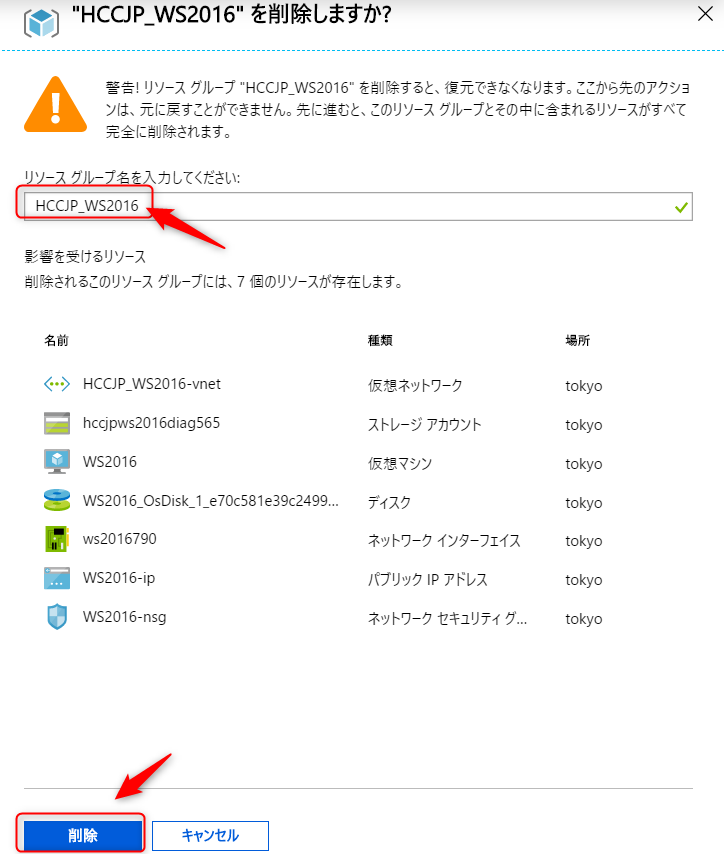 "HCCJP_WS2016" を削除しますか?
警告! リソース グループ "HCCJP_WS2016" を削除すると、復元できなくなります。ここから先のアクショ
ンは、元に戻すことができません。先に進むと、このリソース グループとその中に含まれるリソースがすべて
完全に削除されます。
リソース グループ名を入力してください:
HCCJP_WS2016
影響を受けるリソース
削除されるこのリソース グループには、7 個のリソースが存在します。
名前 種類 場所
HCCJP_WS2016-vnet 仮想ネットワーク tokyo
hccjpws2016diag565 ストレージ アカウント tokyo
WS2016 仮想マシン tokyo
WS2016_OsDisk_1_e70c581e39c2499... ディスク tokyo
ws2016790 ネットワーク インターフェイス tokyo
WS2016-ip パブリック IP アドレス tokyo
WS2016-nsg ネットワーク セキュリティ グ... tokyo
削除 キャンセル